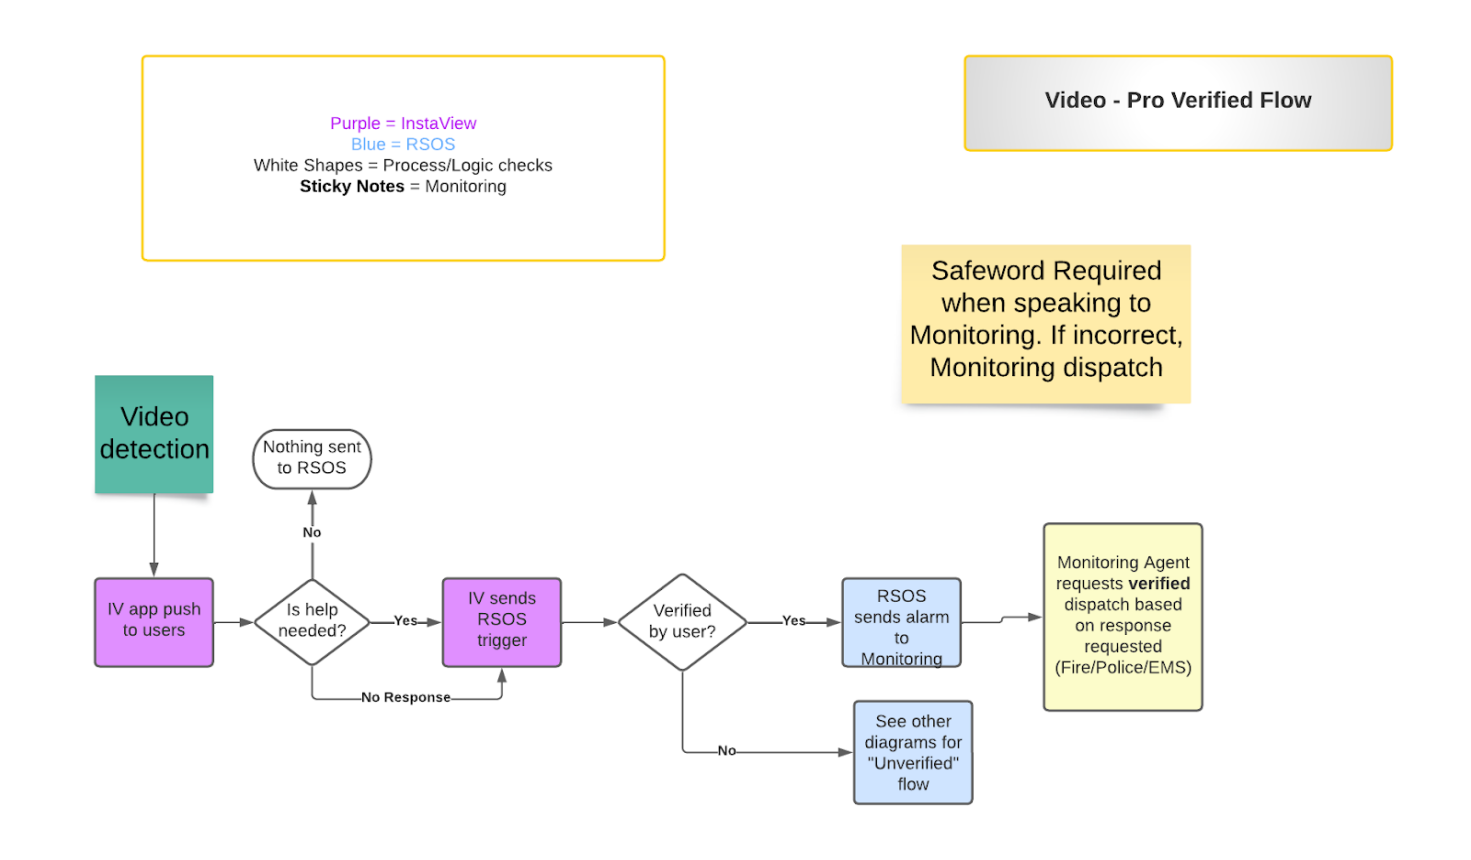 Purple = InstaView
Blue = RSOS
White Shapes = Process/Logic checks
Sticky Notes = Monitoring
Video - Pro Verified Flow
Safeword Required
when speaking to
Monitoring. If incorrect,
Monitoring dispatch
Video
detection
Nothing sent
to RSOS
No
IV app push
to users
Is help
needed?
Yes
No Response
IV sends
RSOS
trigger
Verified
by user?
Yes
No
RSOS
sends alarm
to
Monitoring
See other
diagrams for
"Unverified"
flow
Monitoring Agent
requests verified
dispatch based
on response
requested
(Fire/Police/EMS)